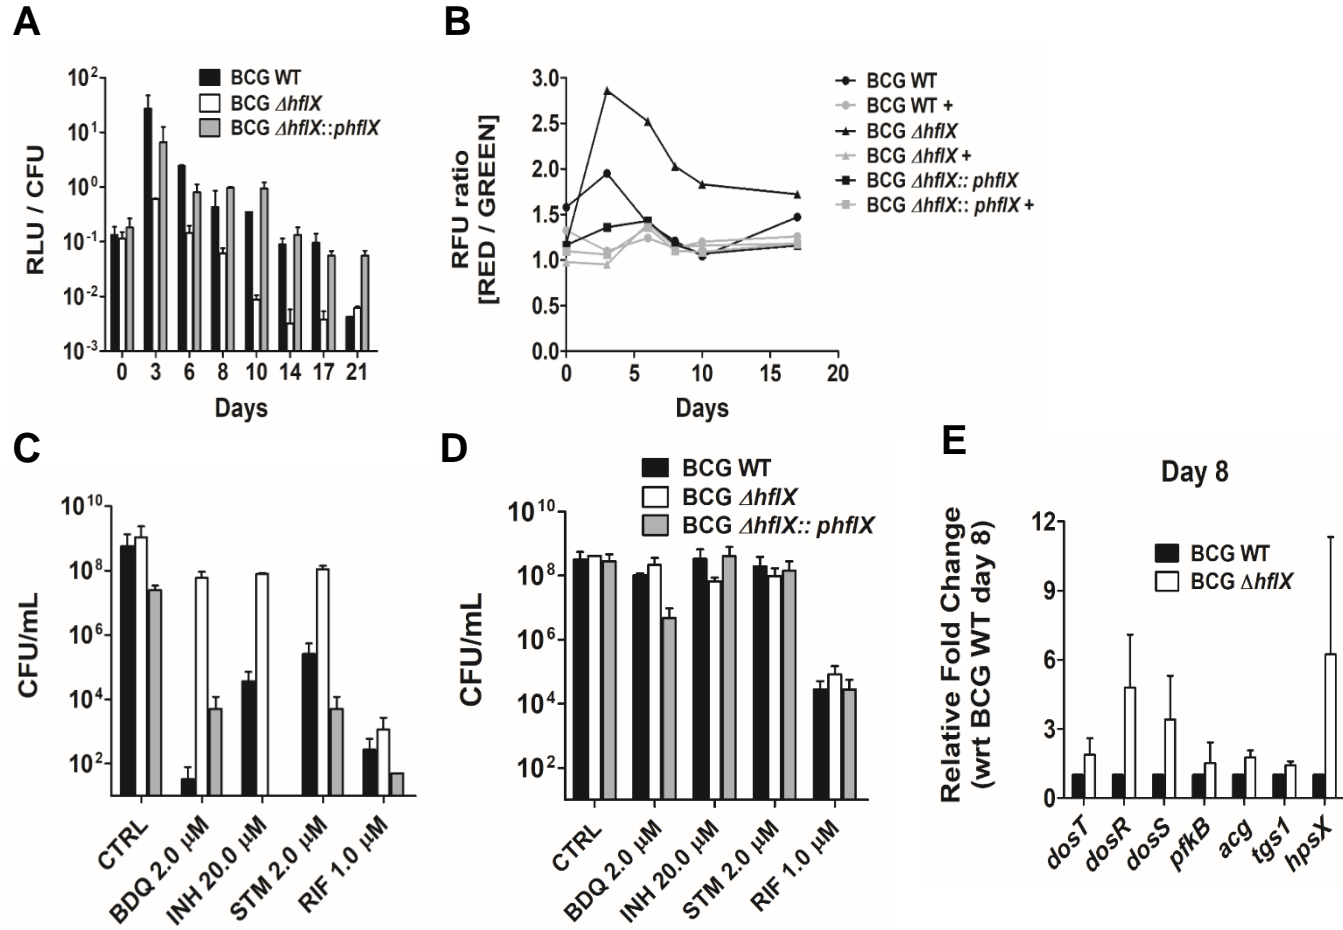 A
BCG WT
BCG ΔhflX
BCG ΔhflX::phflX
RLU / CFU
10²
10¹
10⁰
10⁻¹
10⁻²
10⁻³
0 3 6 8 10 14 17 21
Days
B
BCG WT
BCG WT +
BCG ΔhflX
BCG ΔhflX +
BCG ΔhflX:: phflX
BCG ΔhflX:: phflX +
RFU ratio
[RED / GREEN]
3.0
2.5
2.0
1.5
1.0
0.5
0.0
0 5 10 15 20
Days
C
CFU/mL
10¹⁰
10⁸
10⁶
10⁴
10²
CTRL
BDQ 2.0 µM
INH 20.0 µM
STM 2.0 µM
RIF 1.0 µM
D
BCG WT
BCG ΔhflX
BCG ΔhflX:: phflX
CFU/mL
10¹⁰
10⁸
10⁶
10⁴
10²
CTRL
BDQ 2.0 µM
INH 20.0 µM
STM 2.0 µM
RIF 1.0 µM
E
Day 8
BCG WT
BCG ΔhflX
Relative Fold Change
(wrt BCG WT day 8)
12
9
6
3
0
dosT
dosR
dosS
pfkB
acg
tgs1
hpsX